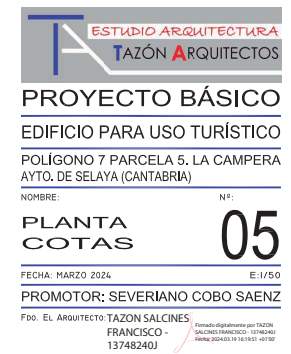 ESTUDIO ARQUITECTURA
TAZÓN ARQUITECTOS
PROYECTO BÁSICO
EDIFICIO PARA USO TURÍSTICO
POLÍGONO 7 PARCELA 5. LA CAMPERA
AYTO. DE SELAYA (CANTABRIA)
NOMBRE: Nº:
PLANTA
COTAS
05
FECHA: MARZO 2024 E:1/50
PROMOTOR: SEVERIANO COBO SAENZ
FDO. EL ARQUITECTO: TAZON SALCINES
FRANCISCO -
13748240J
Firmado digitalmente por TAZON
SALCINES FRANCISCO - 13748240J
Fecha: 2024.03.19 16:19:51 +01'00'